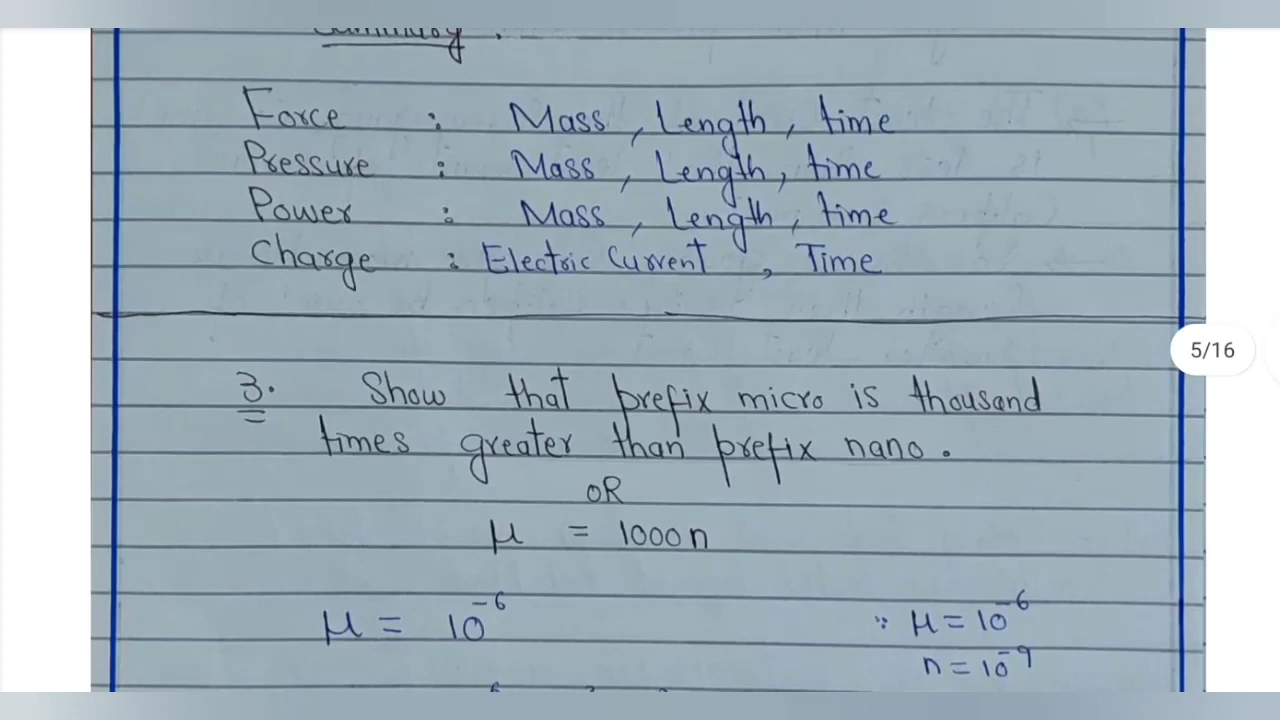 Summary.
Force : Mass, Length, time
Pressure : Mass, Length, time
Power : Mass, Length, time
Charge : Electric Current, Time
5/16
3. Show that prefix micro is thousand
times greater than prefix nano.
OR
μ = 1000n
μ = 10⁻⁶ ∵ μ = 10⁻⁶
n = 10⁻⁹